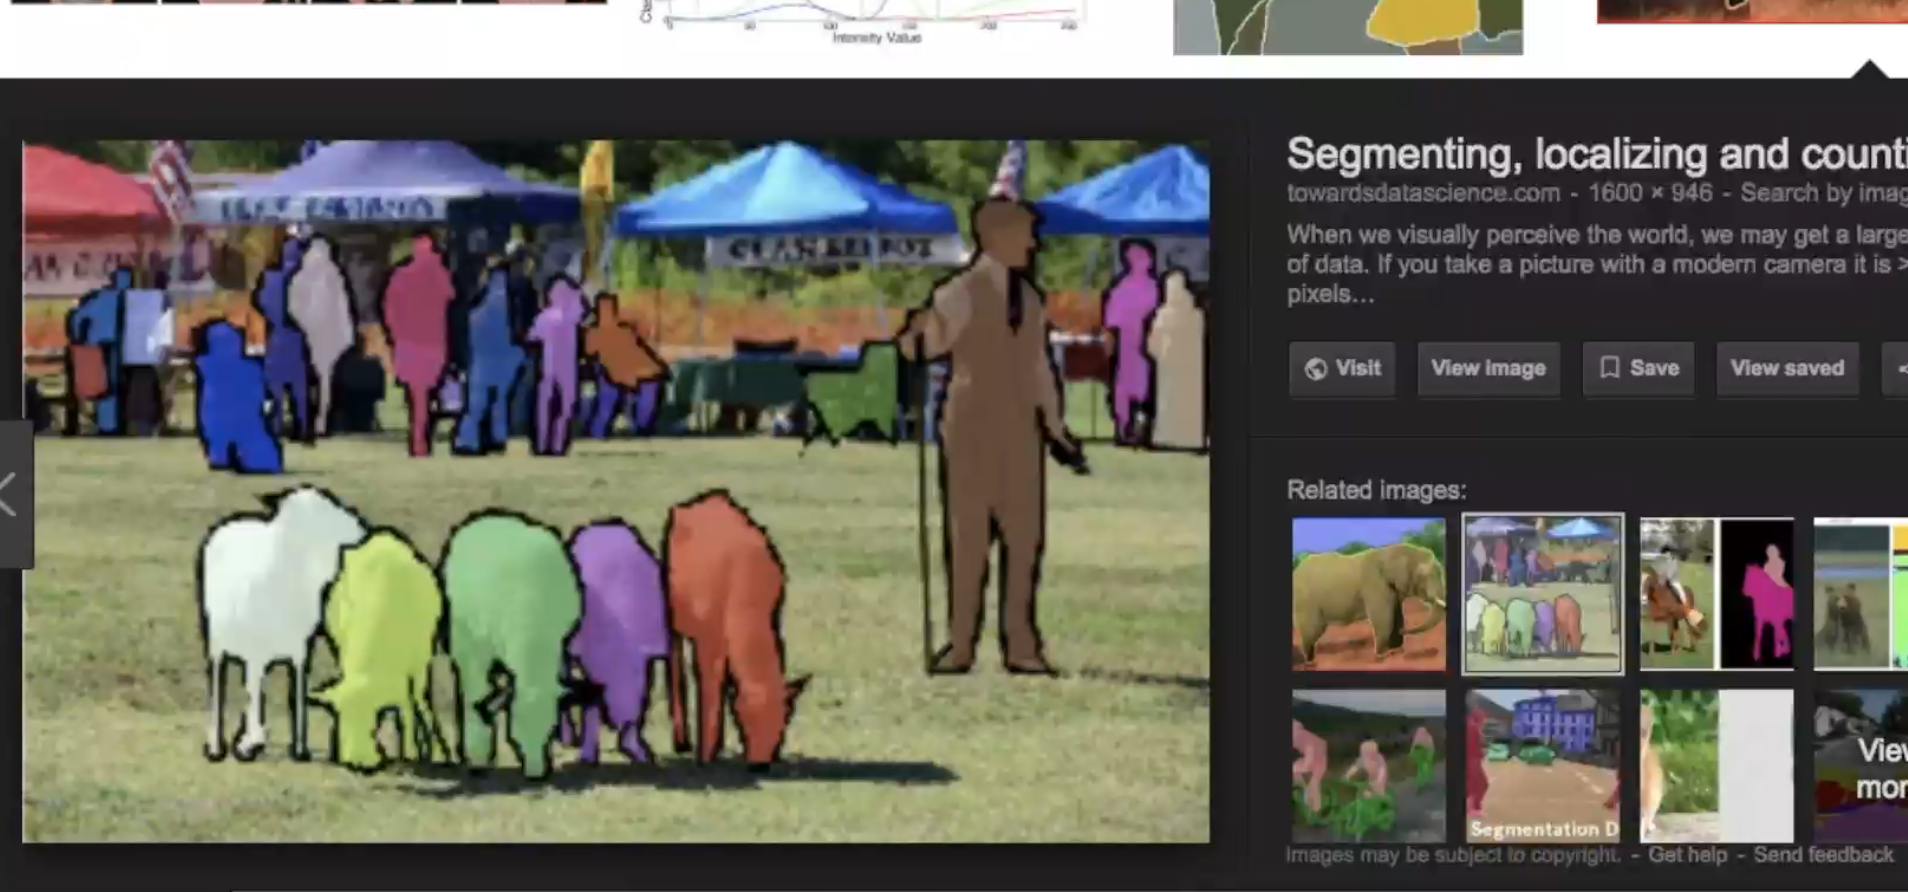 Intensity Value
Segmenting, localizing and counti
towardsdatascience.com - 1600 × 946 - Search by imag
When we visually perceive the world, we may get a large
of data. If you take a picture with a modern camera it is >
pixels...
Visit
View image
Save
View saved
Related images:
Segmentation D
View
mor
Images may be subject to copyright. - Get help - Send feedback